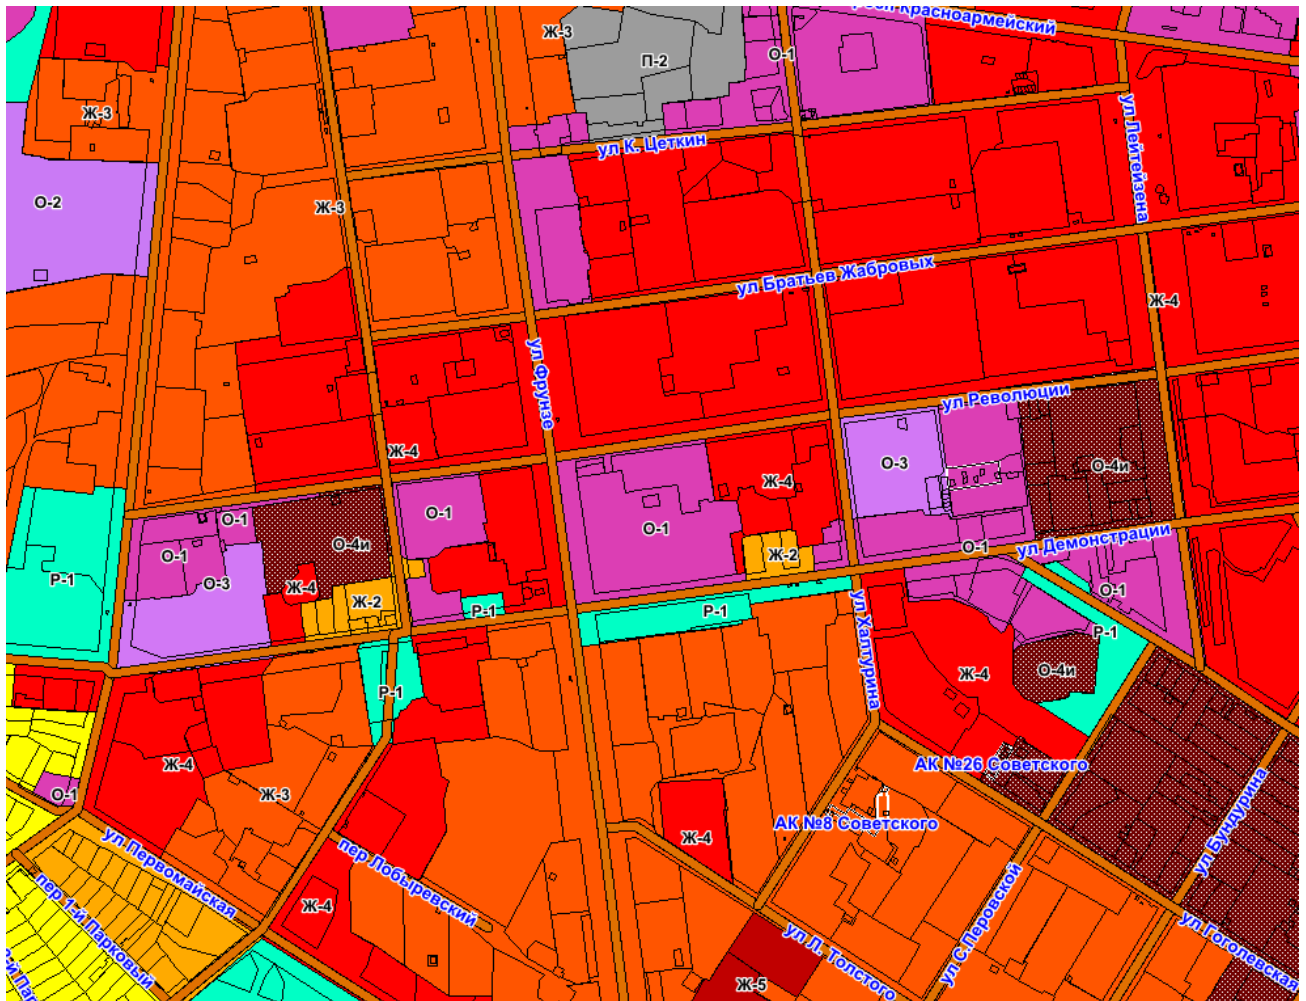 Красноармейский
Ж-3
О-1
П-2
Ж-3
ул Лейтейзена
ул К. Цеткин
О-2
Ж-3
ул Братьев Жабровых
Ж-4
ул Фрунзе
ул Революции
Ж-4
О-3
О-4и
Ж-4
О-1
О-1
О-1
О-4и
О-1
ул Демонстрации
О-1
Ж-2
О-1
Р-1
О-3
Ж-4
О-1
Ж-2
Р-1
Р-1
Р-1
ул Халтурина
О-4и
Ж-4
Р-1
Ж-4
АК №26 Советского
О-1
Ж-3
АК №8 Советского
ул Бундурина
Ж-4
ул Первомайская
пер Лобыревский
пер 1-й Парковый
Ж-4
ул С.Перовской
ул Гоголевская
ул Л. Толстого
Ж-5